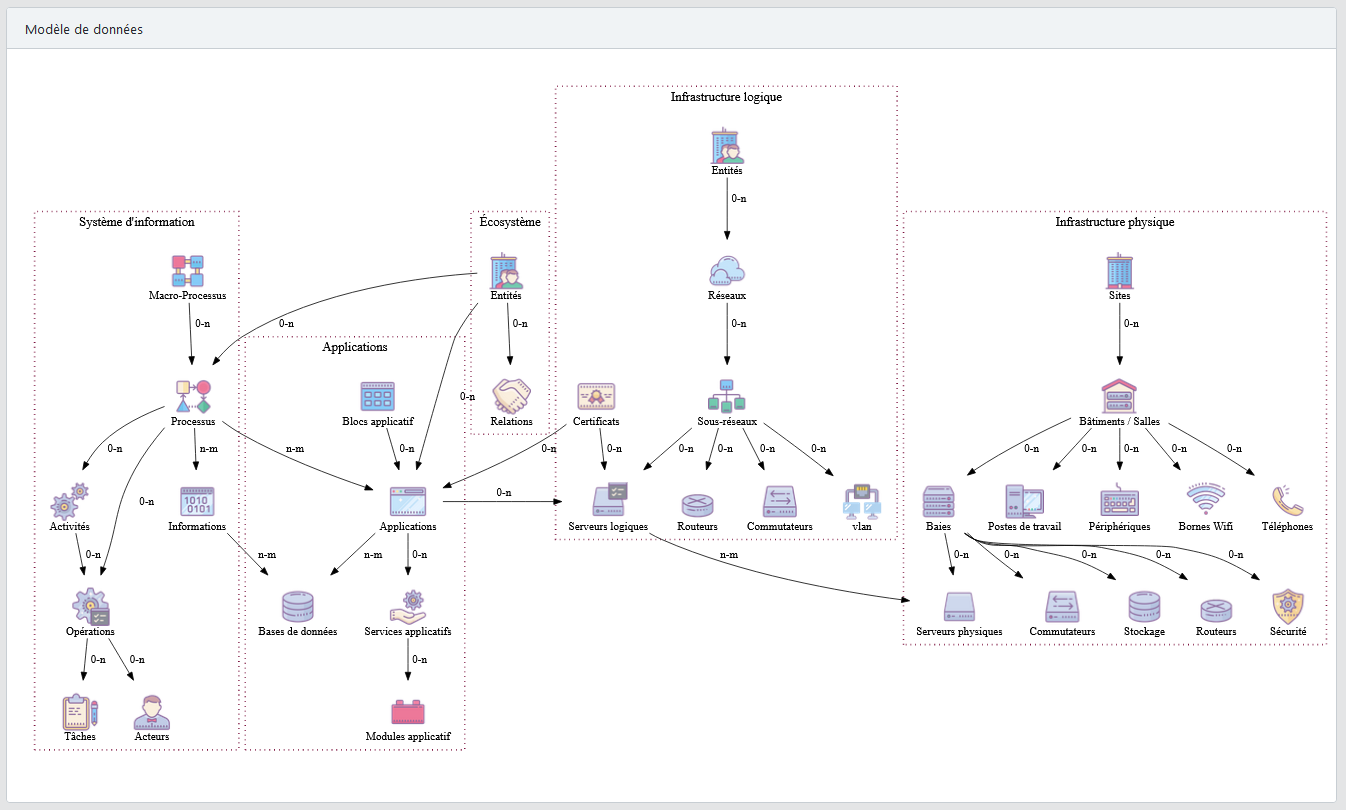 Modèle de données
Infrastructure logique
Entités
0-n
Système d'information
Écosystème
Infrastructure physique
Macro-Processus
Entités
Réseaux
Sites
0-n
0-n
0-n
0-n
0-n
Applications
Processus
Blocs applicatif
0-n
Relations
Certificats
Sous-réseaux
Bâtiments / Salles
0-n
n-m
n-m
0-n
0-n
0-n
0-n
0-n
0-n
0-n
0-n
0-n
0-n
0-n
0-n
0-n
0-n
Activités
Informations
Applications
Serveurs logiques
Routeurs
Commutateurs
vlan
Baies
Postes de travail
Périphériques
Bornes Wifi
Téléphones
0-n
n-m
n-m
0-n
n-m
0-n
0-n
0-n
0-n
0-n
Opérations
Bases de données
Services applicatifs
Serveurs physiques
Commutateurs
Stockage
Routeurs
Sécurité
0-n
0-n
0-n
Tâches
Acteurs
Modules applicatif